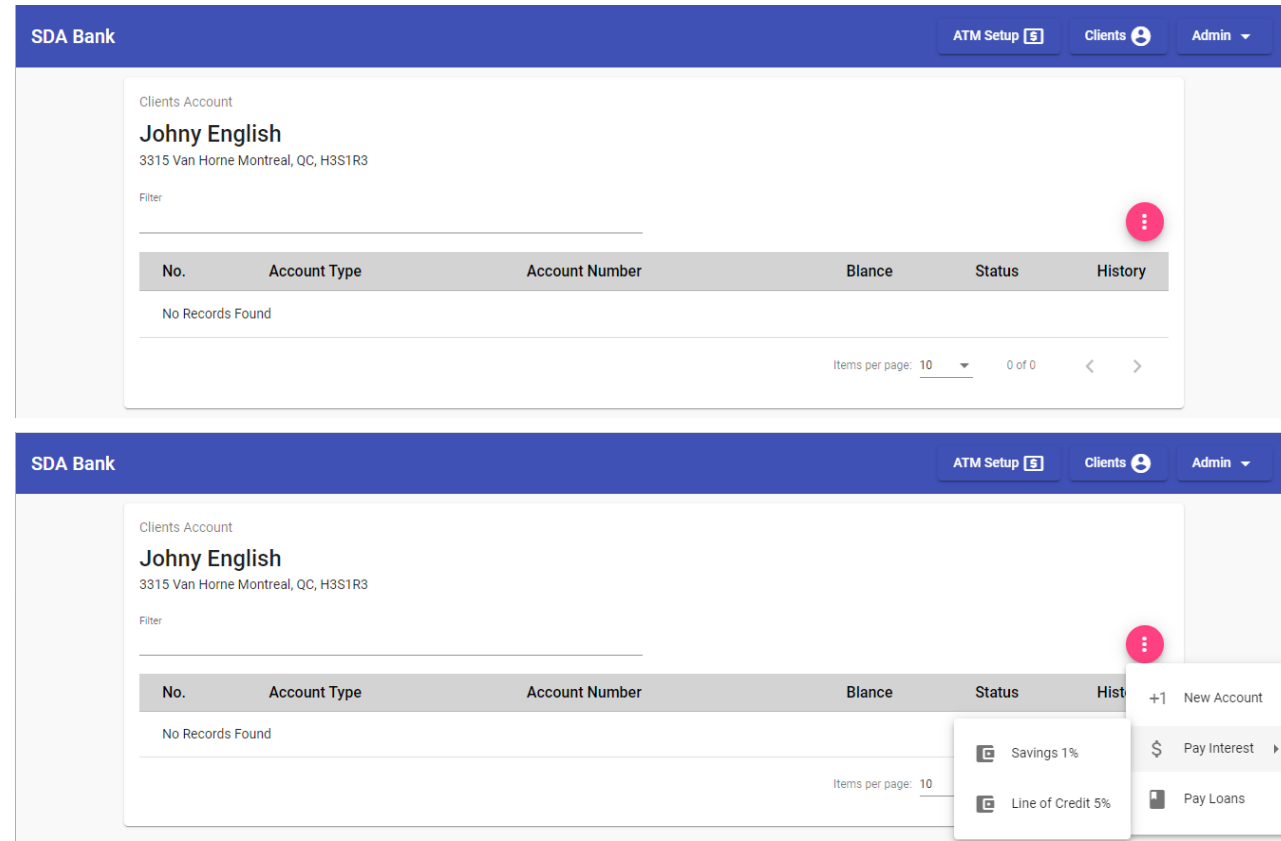 SDA Bank ATM Setup Clients Admin
Clients Account
Johny English
3315 Van Horne Montreal, QC, H3S1R3
Filter
No. Account Type Account Number Blance Status History
No Records Found
Items per page: 10 0 of 0
SDA Bank ATM Setup Clients Admin
Clients Account
Johny English
3315 Van Horne Montreal, QC, H3S1R3
Filter
No. Account Type Account Number Blance Status Hist
+1 New Account
No Records Found
Savings 1% $ Pay Interest
Items per page: 10
Line of Credit 5% Pay Loans